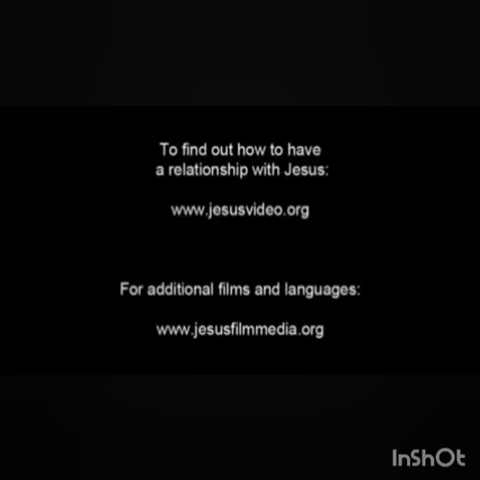 To find out how to have
a relationship with Jesus:
www.jesusvideo.org
For additional films and languages:
www.jesusfilmmedia.org
InShOt